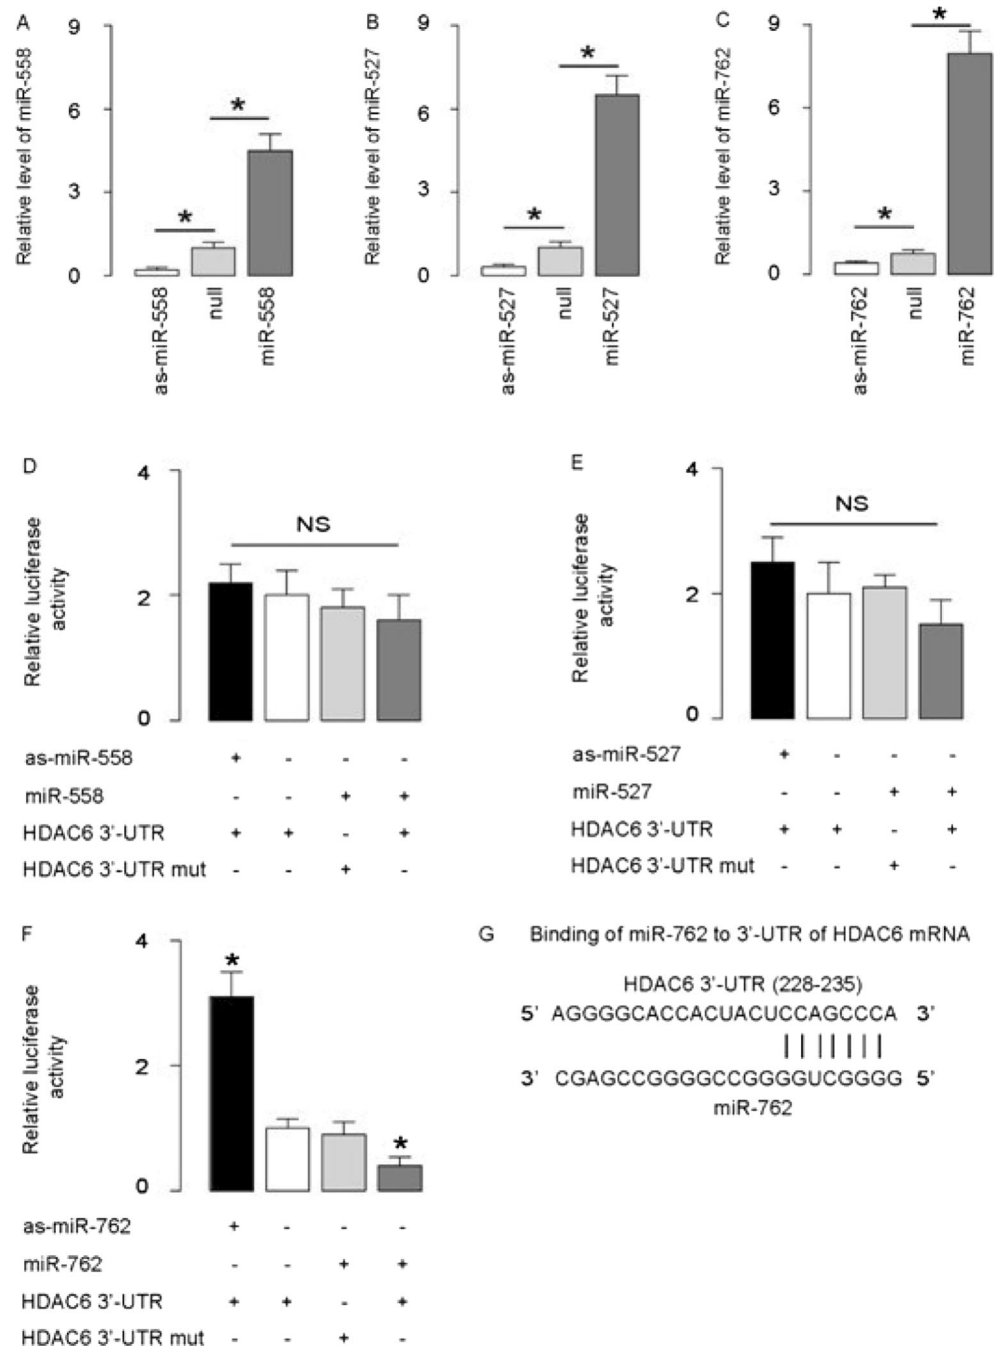 A
Relative level of miR-558
9
6
3
0
*
*
as-miR-558
null
miR-558
B
Relative level of miR-527
9
6
3
0
*
*
as-miR-527
null
miR-527
C
Relative level of miR-762
9
6
3
0
*
*
as-miR-762
null
miR-762
D
Relative luciferase
activity
4
2
0
NS
as-miR-558 + - - -
miR-558 - - + +
HDAC6 3'-UTR + + - +
HDAC6 3'-UTR mut - - + -
E
Relative luciferase
activity
4
2
0
NS
as-miR-527 + - - -
miR-527 - - + +
HDAC6 3'-UTR + + - +
HDAC6 3'-UTR mut - - + -
F
Relative luciferase
activity
4
2
0
*
*
as-miR-762 + - - -
miR-762 - - + +
HDAC6 3'-UTR + + - +
HDAC6 3'-UTR mut - - + -
G Binding of miR-762 to 3'-UTR of HDAC6 mRNA
HDAC6 3'-UTR (228-235)
5' AGGGGCACCACUACUCCAGCCCA 3'
3' CGAGCCGGGGCCGGGGUCGGGG 5'
miR-762